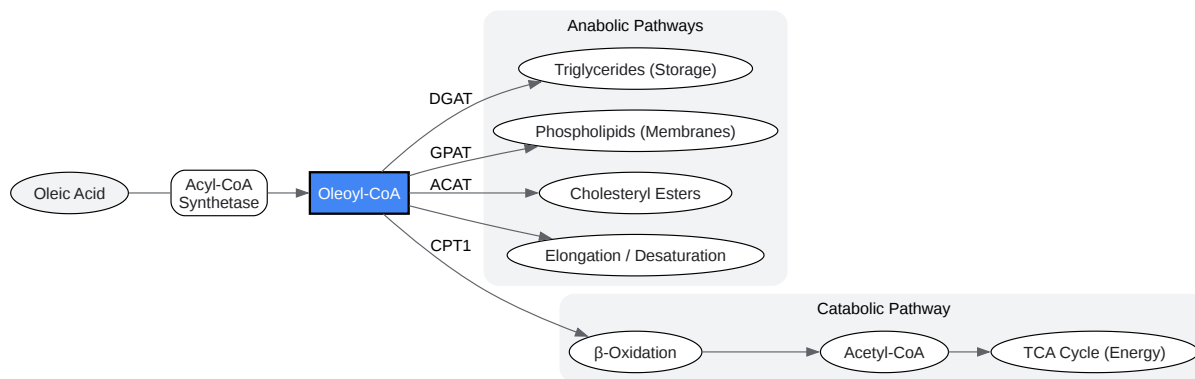 Anabolic Pathways
Triglycerides (Storage)
DGAT
Phospholipids (Membranes)
GPAT
Oleic Acid
Acyl-CoA
Synthetase
Oleoyl-CoA
ACAT
Cholesteryl Esters
Elongation / Desaturation
CPT1
Catabolic Pathway
β-Oxidation
Acetyl-CoA
TCA Cycle (Energy)